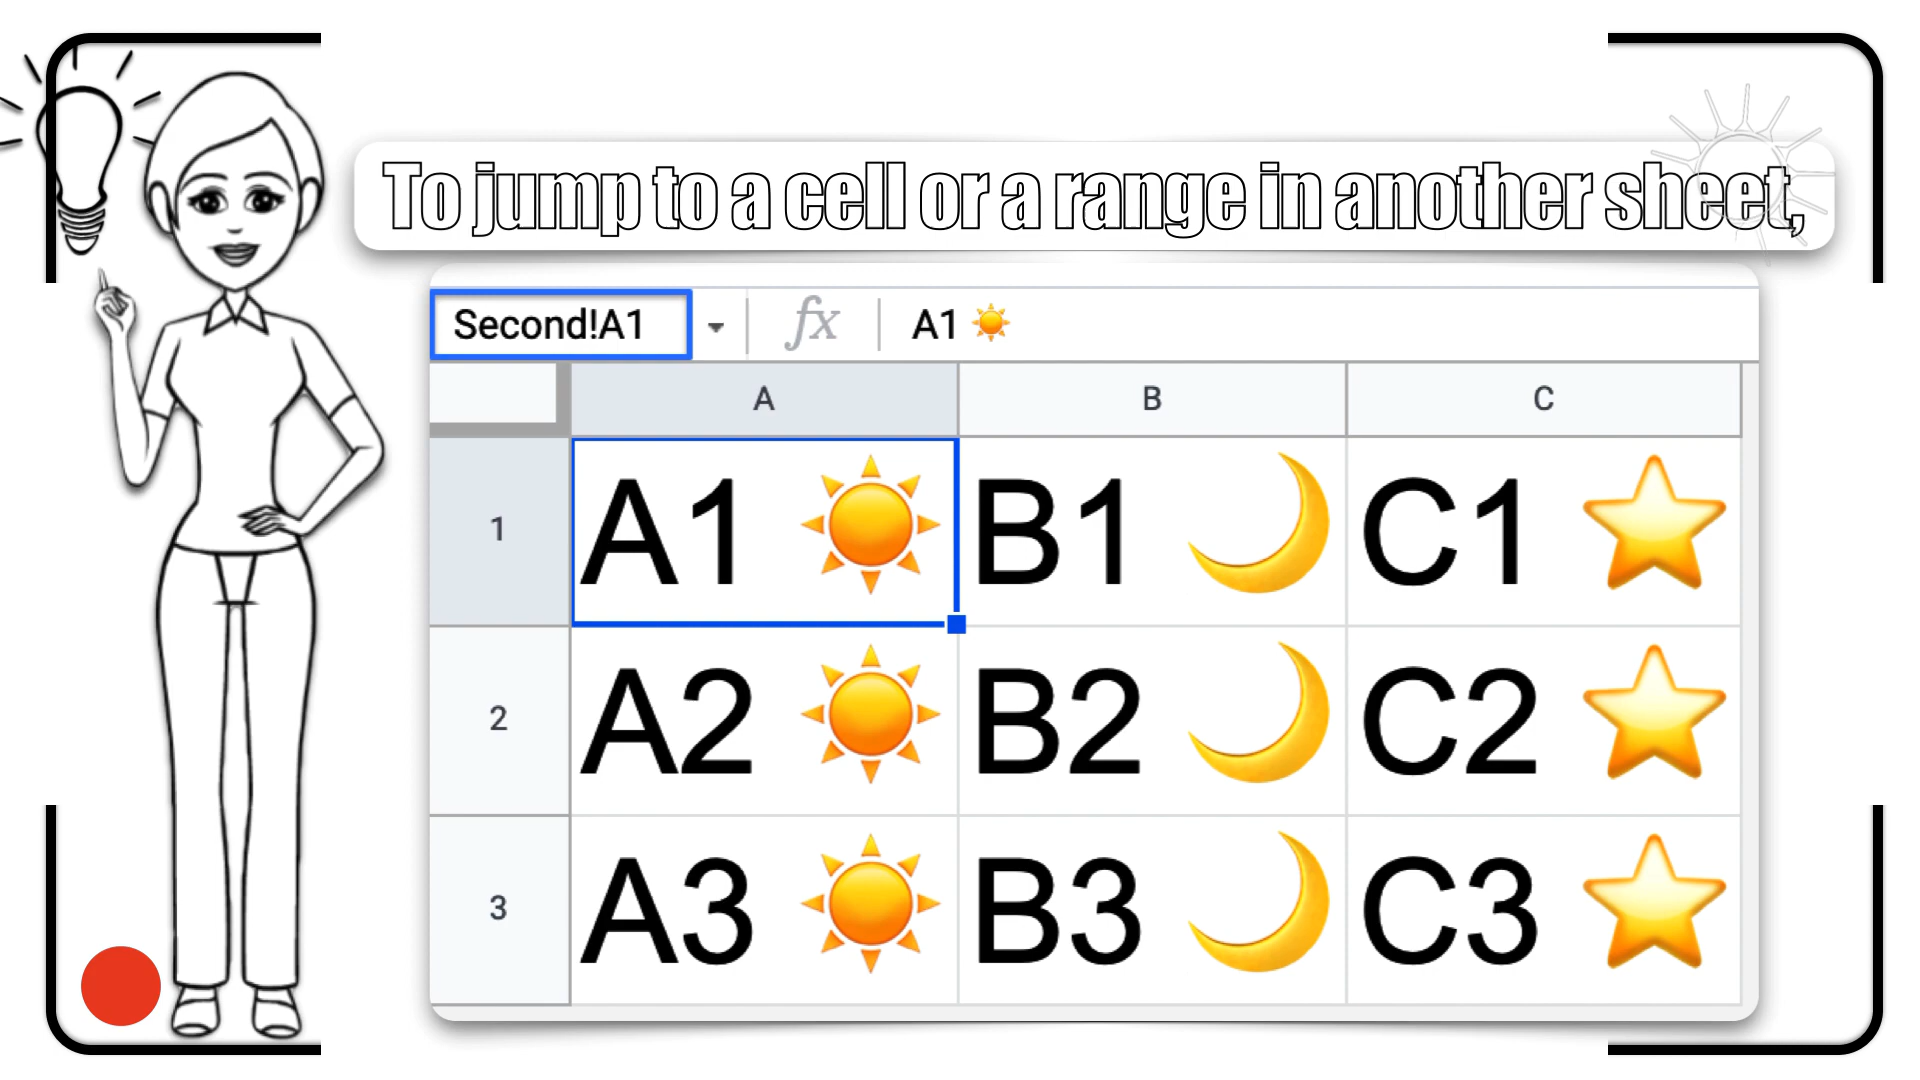 To jump to a cell or a range in another sheet,
Second!A1 fx A1 ☀️
A B C
1 A1 ☀️ B1 🌙 C1 ⭐
2 A2 ☀️ B2 🌙 C2 ⭐
3 A3 ☀️ B3 🌙 C3 ⭐